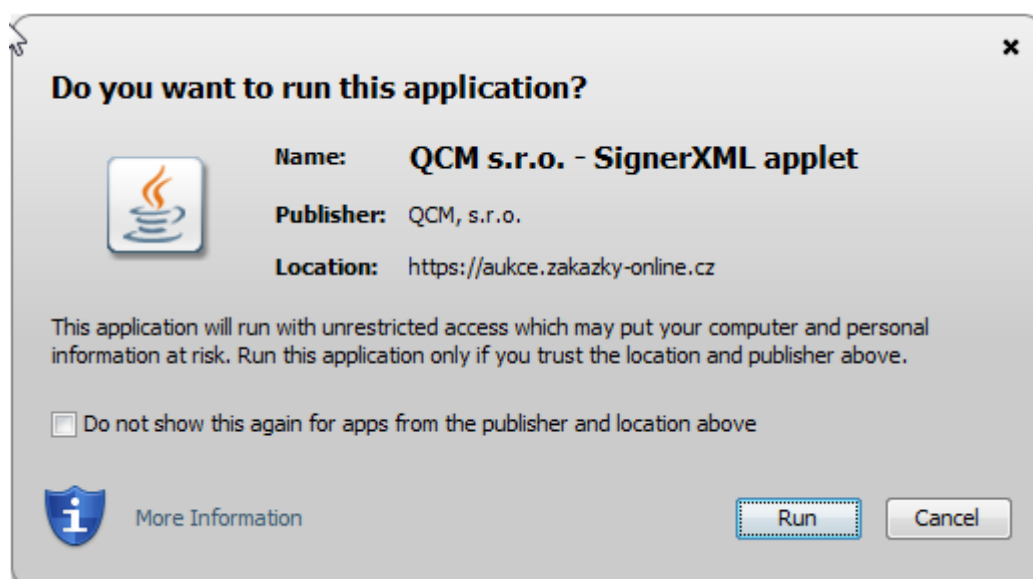 Do you want to run this application?
Name: QCM s.r.o. - SignerXML applet
Publisher: QCM, s.r.o.
Location: https://aukce.zakazky-online.cz
This application will run with unrestricted access which may put your computer and personal
information at risk. Run this application only if you trust the location and publisher above.
Do not show this again for apps from the publisher and location above
More Information
Run
Cancel